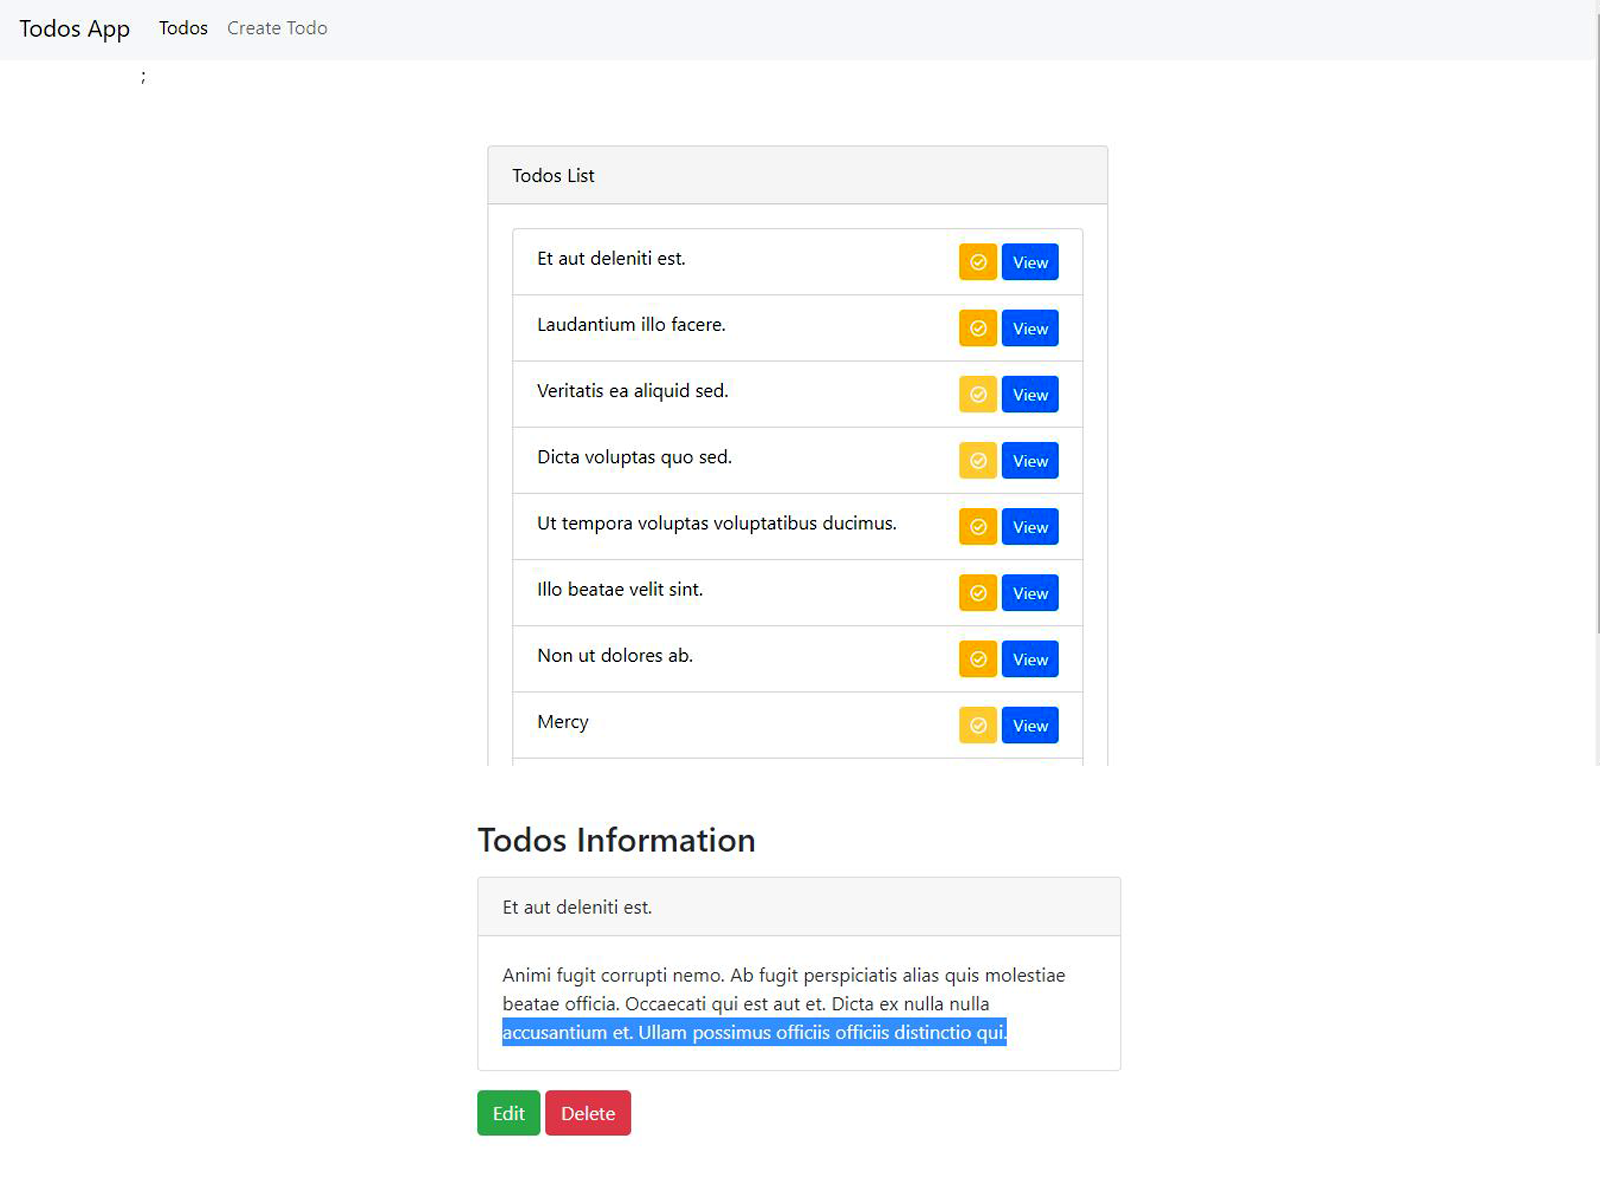 Todos App Todos Create Todo
;
Todos List
Et aut deleniti est. View
Laudantium illo facere. View
Veritatis ea aliquid sed. View
Dicta voluptas quo sed. View
Ut tempora voluptas voluptatibus ducimus. View
Illo beatae velit sint. View
Non ut dolores ab. View
Mercy View
Todos Information
Et aut deleniti est.
Animi fugit corrupti nemo. Ab fugit perspiciatis alias quis molestiae
beatae officia. Occaecati qui est aut et. Dicta ex nulla nulla
accusantium et. Ullam possimus officiis officiis distinctio qui.
Edit Delete